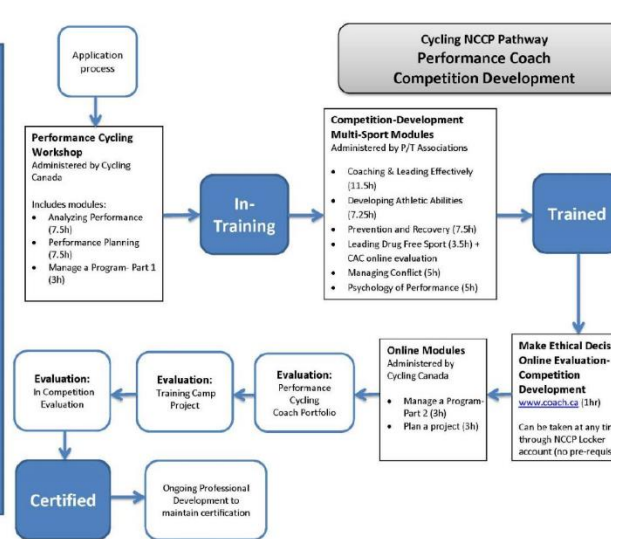 Cycling NCCP Pathway
Performance Coach
Competition Development
Application
process
Performance Cycling
Workshop
Administered by Cycling
Canada
Includes modules:
• Analyzing Performance
(7.5h)
• Performance Planning
(7.5h)
• Manage a Program- Part 1
(3h)
In-
Training
Competition-Development
Multi-Sport Modules
Administered by P/T Associations
• Coaching & Leading Effectively
(11.5h)
• Developing Athletic Abilities
(7.25h)
• Prevention and Recovery (7.5h)
• Leading Drug Free Sport (3.5h) +
CAC online evaluation
• Managing Conflict (5h)
• Psychology of Performance (5h)
Trained
Make Ethical Decis
Online Evaluation-
Competition
Development
www.coach.ca (1hr)
Can be taken at any tir
through NCCP Locker
account (no pre-requis
Online Modules
Administered by
Cycling Canada
• Manage a Program-
Part 2 (3h)
• Plan a project (3h)
Evaluation:
Performance
Cycling
Coach Portfolio
Evaluation:
Training Camp
Project
Evaluation:
In Competition
Evaluation
Certified
Ongoing Professional
Development to
maintain certification